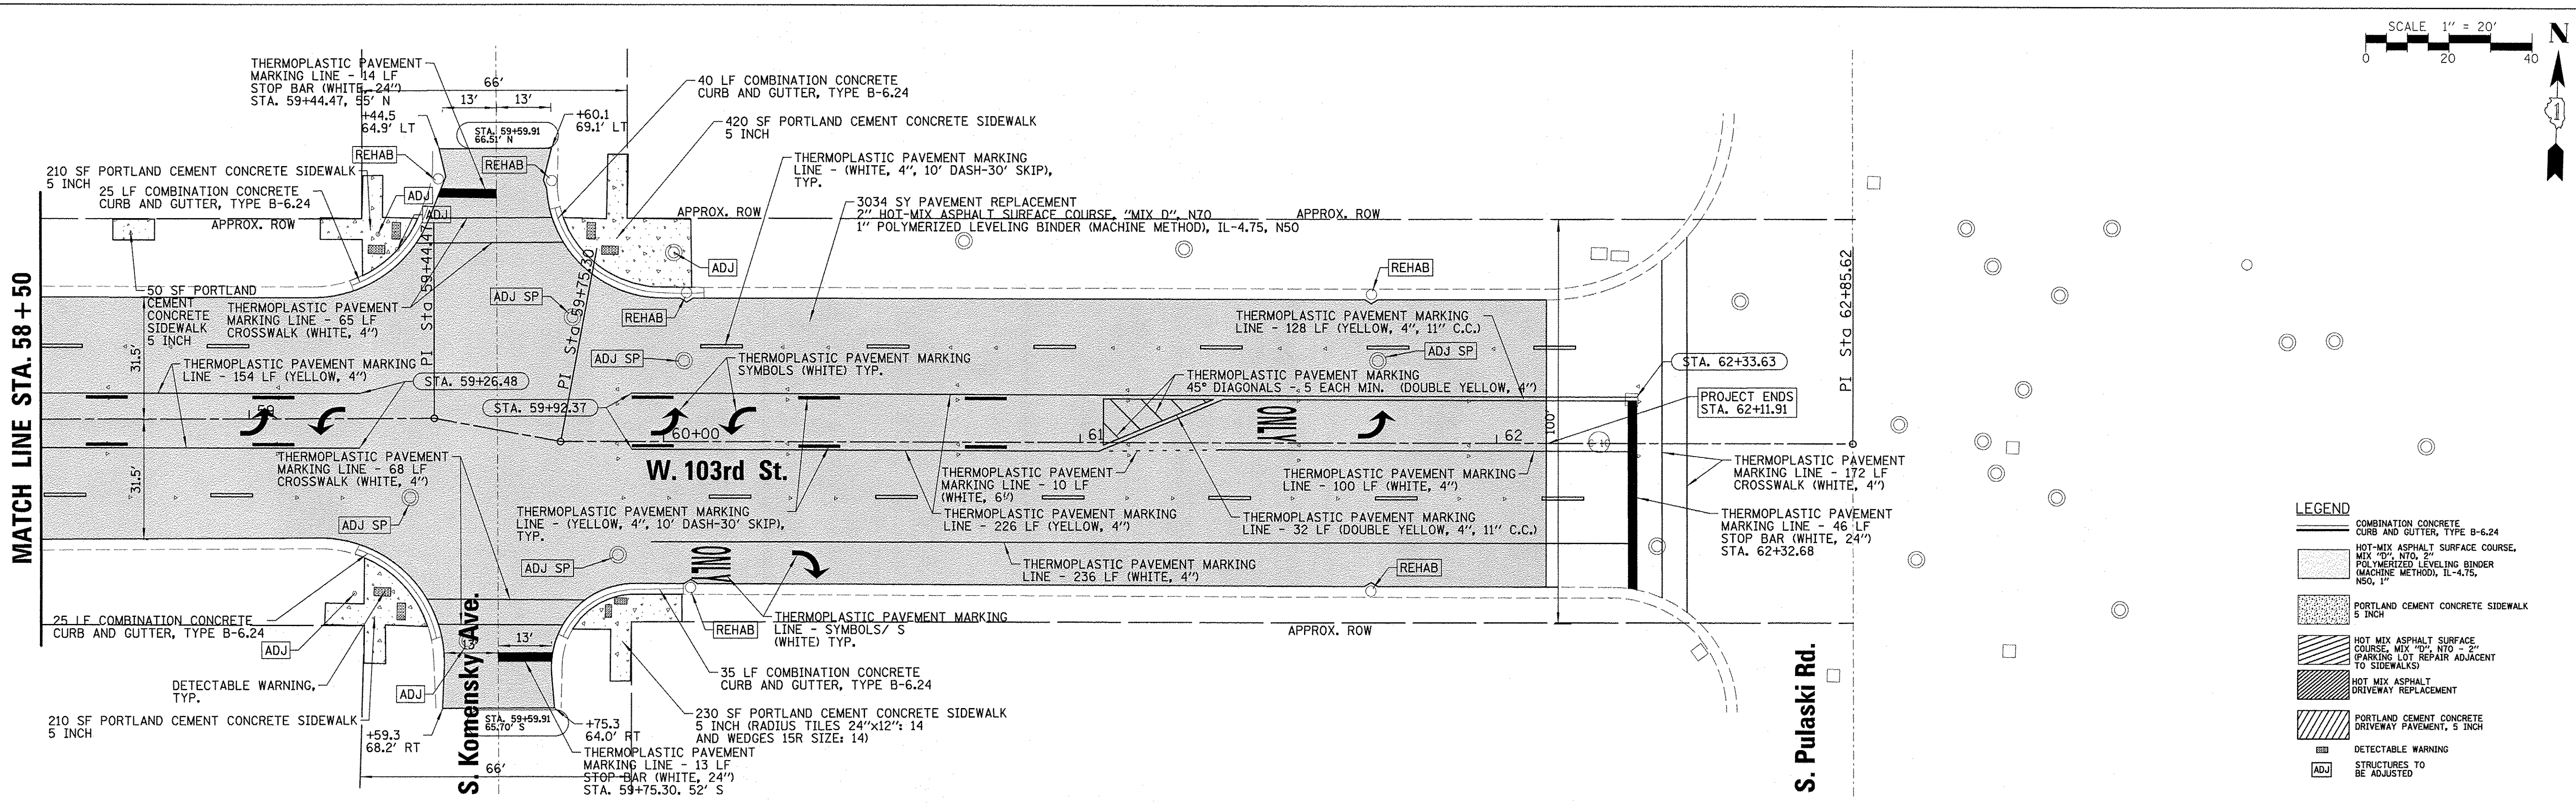 SCALE 1" = 20'
0 20 40
N
1
THERMOPLASTIC PAVEMENT
MARKING LINE - 14 LF
STOP BAR (WHITE, 24")
STA. 59+44.47, 55' N
66'
13' 13'
+44.5
64.9' LT
STA. 59+59.91
66.51' N
+60.1
69.1' LT
40 LF COMBINATION CONCRETE
CURB AND GUTTER, TYPE B-6.24
420 SF PORTLAND CEMENT CONCRETE SIDEWALK
5 INCH
REHAB
REHAB
210 SF PORTLAND CEMENT CONCRETE SIDEWALK
5 INCH
25 LF COMBINATION CONCRETE
CURB AND GUTTER, TYPE B-6.24
ADJ
ADJ
THERMOPLASTIC PAVEMENT MARKING
LINE - (WHITE, 4", 10' DASH-30' SKIP),
TYP.
3034 SY PAVEMENT REPLACEMENT
2" HOT-MIX ASPHALT SURFACE COURSE, "MIX D", N70
1" POLYMERIZED LEVELING BINDER (MACHINE METHOD), IL-4.75, N50
APPROX. ROW
APPROX. ROW
APPROX. ROW
ADJ
REHAB
MATCH LINE STA. 58+50
50 SF PORTLAND
CEMENT
CONCRETE
SIDEWALK
5 INCH
THERMOPLASTIC PAVEMENT
MARKING LINE - 65 LF
CROSSWALK (WHITE, 4")
PI Sta 59+44.47
PI Sta 59+75.30
PI Sta 62+85.62
ADJ SP
REHAB
THERMOPLASTIC PAVEMENT MARKING
LINE - 128 LF (YELLOW, 4", 11" C.C.)
31.5'
31.5'
THERMOPLASTIC PAVEMENT MARKING
LINE - 154 LF (YELLOW, 4")
STA. 59+26.48
ADJ SP
THERMOPLASTIC PAVEMENT MARKING
SYMBOLS (WHITE) TYP.
ADJ SP
THERMOPLASTIC PAVEMENT MARKING
45° DIAGONALS - 5 EACH MIN. (DOUBLE YELLOW, 4")
STA. 62+33.63
PROJECT ENDS
STA. 62+11.91
STA. 59+92.37
59
60+00
61
62
ONLY
100'
W. 103rd St.
THERMOPLASTIC PAVEMENT
MARKING LINE - 68 LF
CROSSWALK (WHITE, 4")
THERMOPLASTIC PAVEMENT
MARKING LINE - 10 LF
(WHITE, 6")
THERMOPLASTIC PAVEMENT MARKING
LINE - 100 LF (WHITE, 4")
THERMOPLASTIC PAVEMENT
MARKING LINE - 172 LF
CROSSWALK (WHITE, 4")
ADJ SP
THERMOPLASTIC PAVEMENT MARKING
LINE - (YELLOW, 4", 10' DASH-30' SKIP),
TYP.
THERMOPLASTIC PAVEMENT MARKING
LINE - 226 LF (YELLOW, 4")
THERMOPLASTIC PAVEMENT MARKING
LINE - 32 LF (DOUBLE YELLOW, 4", 11" C.C.)
THERMOPLASTIC PAVEMENT
MARKING LINE - 46 LF
STOP BAR (WHITE, 24")
STA. 62+32.68
ADJ SP
ONLY
THERMOPLASTIC PAVEMENT MARKING
LINE - 236 LF (WHITE, 4")
REHAB
25 LF COMBINATION CONCRETE
CURB AND GUTTER, TYPE B-6.24
ADJ
REHAB
THERMOPLASTIC PAVEMENT MARKING
LINE - SYMBOLS/ S
(WHITE) TYP.
APPROX. ROW
13' 13'
DETECTABLE WARNING,
TYP.
ADJ
35 LF COMBINATION CONCRETE
CURB AND GUTTER, TYPE B-6.24
210 SF PORTLAND CEMENT CONCRETE SIDEWALK
5 INCH
+59.3
68.2' RT
STA. 59+59.91
65.70' S
+75.3
64.0' RT
230 SF PORTLAND CEMENT CONCRETE SIDEWALK
5 INCH (RADIUS TILES 24"x12": 14
AND WEDGES 15R SIZE: 14)
66'
THERMOPLASTIC PAVEMENT
MARKING LINE - 13 LF
STOP BAR (WHITE, 24")
STA. 59+75.30, 52' S
S. Komensky Ave.
S. Pulaski Rd.
LEGEND
COMBINATION CONCRETE
CURB AND GUTTER, TYPE B-6.24
HOT-MIX ASPHALT SURFACE COURSE,
MIX "D", N70, 2"
POLYMERIZED LEVELING BINDER
(MACHINE METHOD), IL-4.75,
N50, 1"
PORTLAND CEMENT CONCRETE SIDEWALK
5 INCH
HOT MIX ASPHALT SURFACE
COURSE, MIX "D", N70 - 2"
(PARKING LOT REPAIR ADJACENT
TO SIDEWALKS)
HOT MIX ASPHALT
DRIVEWAY REPLACEMENT
PORTLAND CEMENT CONCRETE
DRIVEWAY PAVEMENT, 5 INCH
DETECTABLE WARNING
ADJ
STRUCTURES TO
BE ADJUSTED